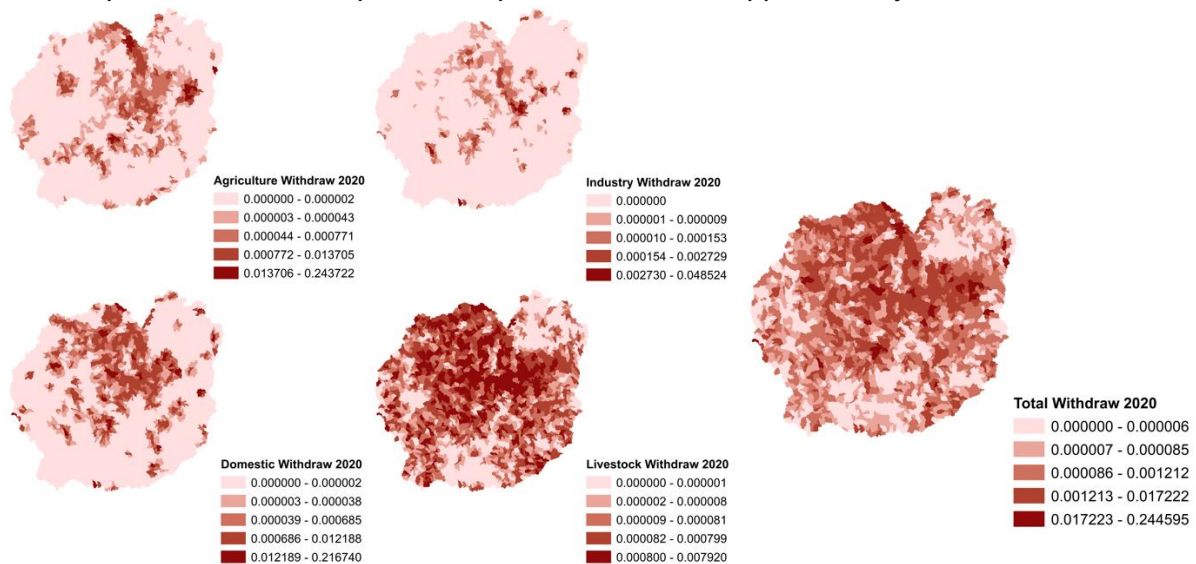 Agriculture Withdraw 2020
0.000000 - 0.000002
0.000003 - 0.000043
0.000044 - 0.000771
0.000772 - 0.013705
0.013706 - 0.243722
Industry Withdraw 2020
0.000000
0.000001 - 0.000009
0.000010 - 0.000153
0.000154 - 0.002729
0.002730 - 0.048524
Domestic Withdraw 2020
0.000000 - 0.000002
0.000003 - 0.000038
0.000039 - 0.000685
0.000686 - 0.012188
0.012189 - 0.216740
Livestock Withdraw 2020
0.000000 - 0.000001
0.000002 - 0.000008
0.000009 - 0.000081
0.000082 - 0.000799
0.000800 - 0.007920
Total Withdraw 2020
0.000000 - 0.000006
0.000007 - 0.000085
0.000086 - 0.001212
0.001213 - 0.017222
0.017223 - 0.244595